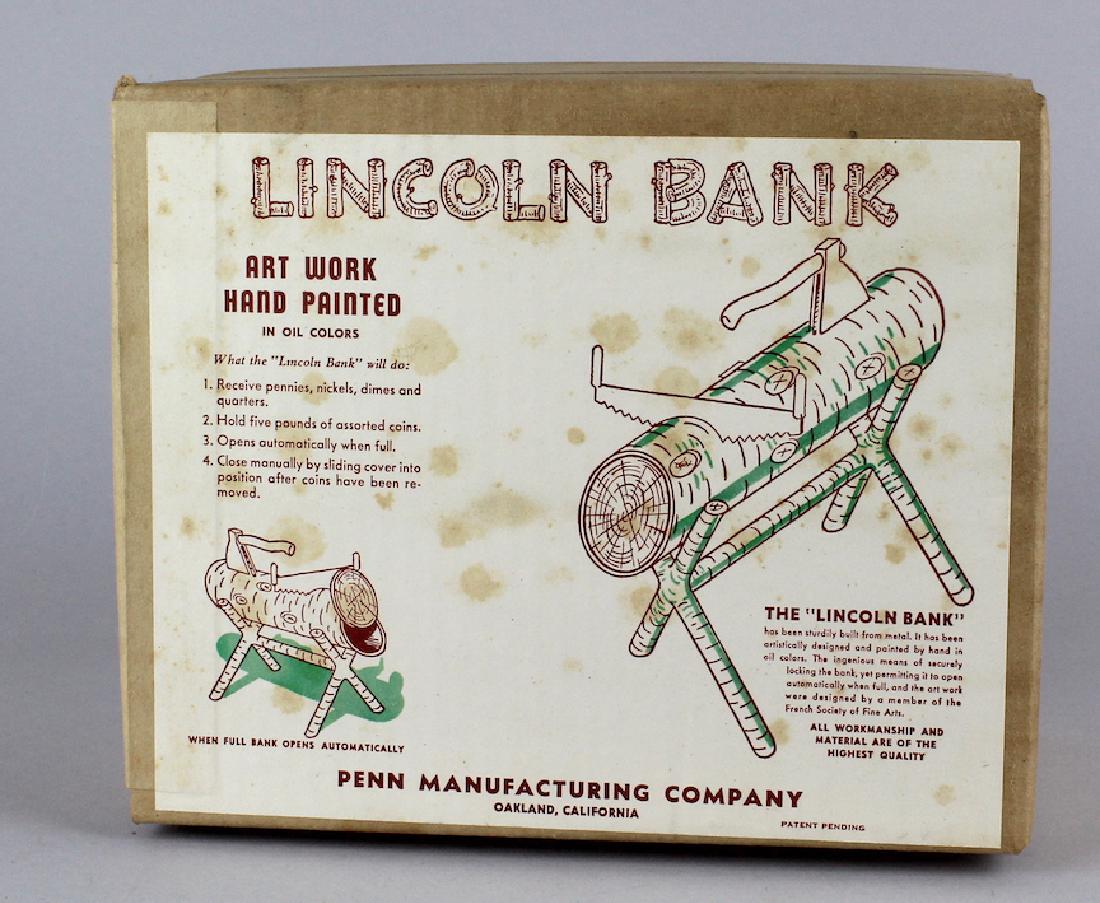 LINCOLN BANK
ART WORK
HAND PAINTED
IN OIL COLORS
What the "Lincoln Bank" will do:
1. Receive pennies, nickels, dimes and
quarters.
2. Hold five pounds of assorted coins.
3. Opens automatically when full.
4. Close manually by sliding cover into
position after coins have been re-
moved.
WHEN FULL BANK OPENS AUTOMATICALLY
THE "LINCOLN BANK"
has been sturdily built from metal. It has been
artistically designed and painted by hand in
oil colors. The ingenious means of securely
locking the bank, yet permitting it to open
automatically when full, and the art work
were designed by a member of the
French Society of Fine Arts.
ALL WORKMANSHIP AND
MATERIAL ARE OF THE
HIGHEST QUALITY
PENN MANUFACTURING COMPANY
OAKLAND, CALIFORNIA
PATENT PENDING